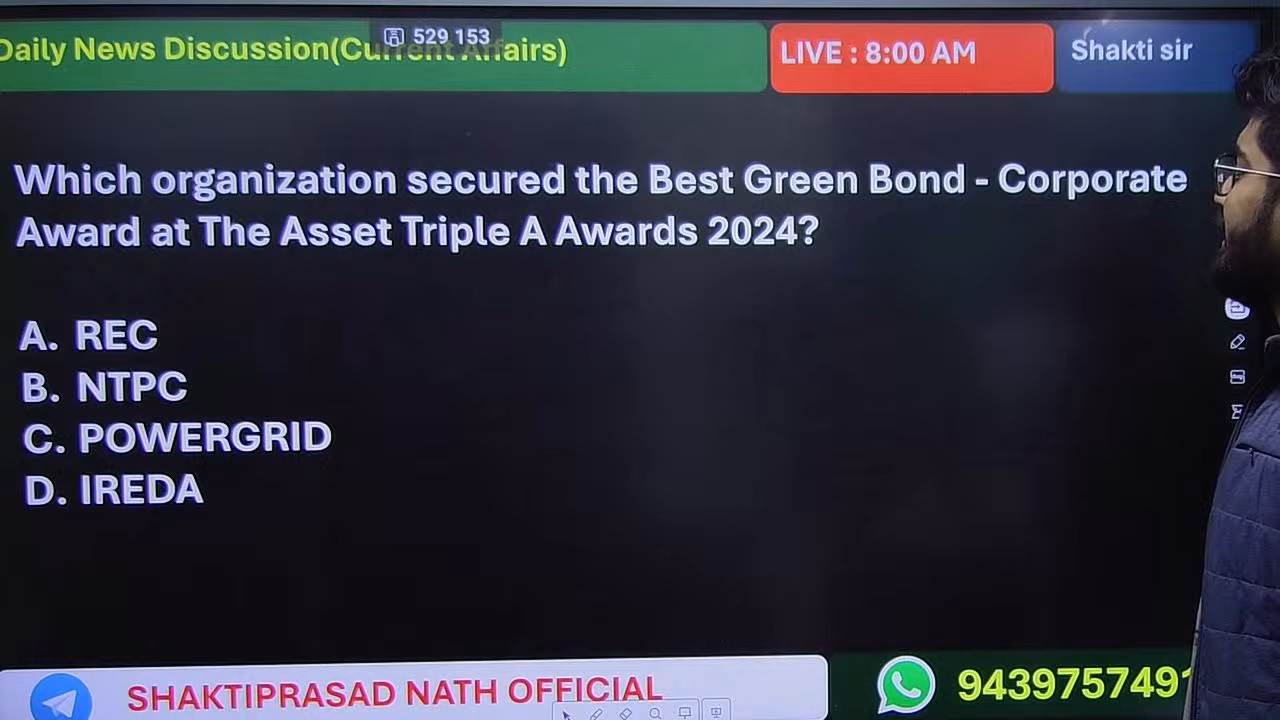 Daily News Discussion(Current Affairs)
529 153
LIVE : 8:00 AM
Shakti sir
Which organization secured the Best Green Bond - Corporate
Award at The Asset Triple A Awards 2024?
A. REC
B. NTPC
C. POWERGRID
D. IREDA
SHAKTIPRASAD NATH OFFICIAL
943975749